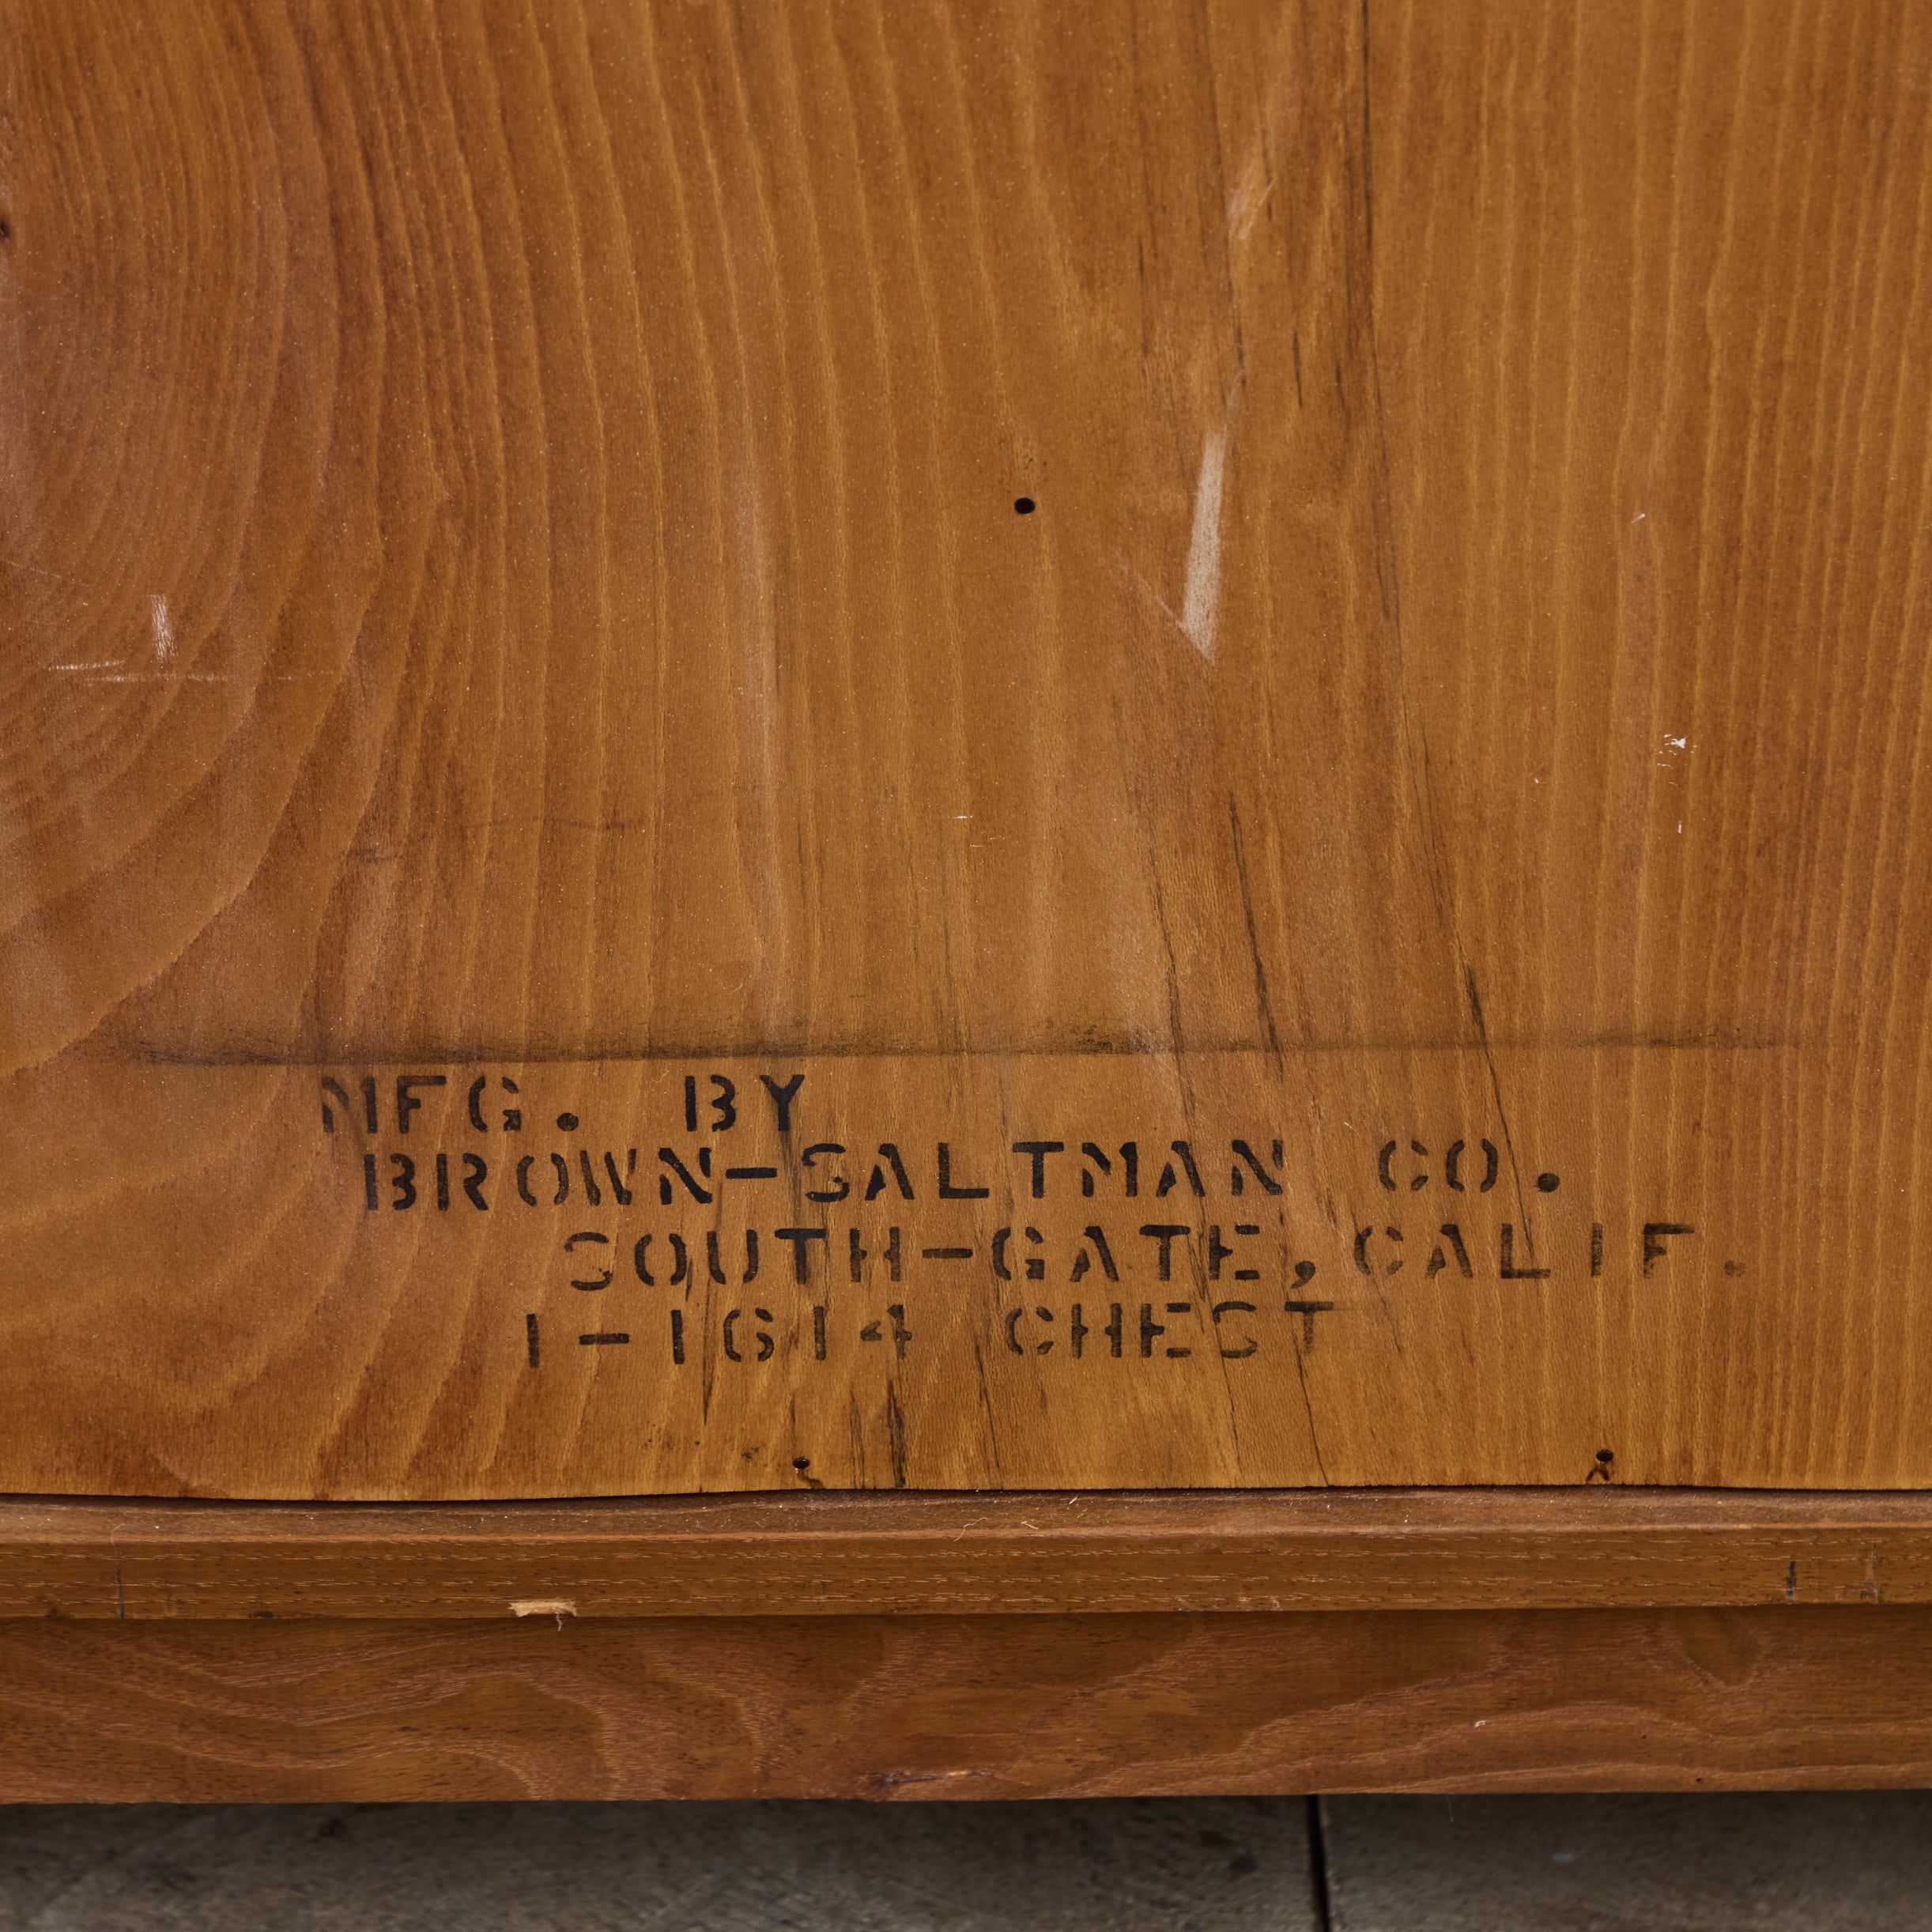 MFG. BY
BROWN-SALTMAN CO.
SOUTH-GATE, CALIF.
1-1614 CHEST